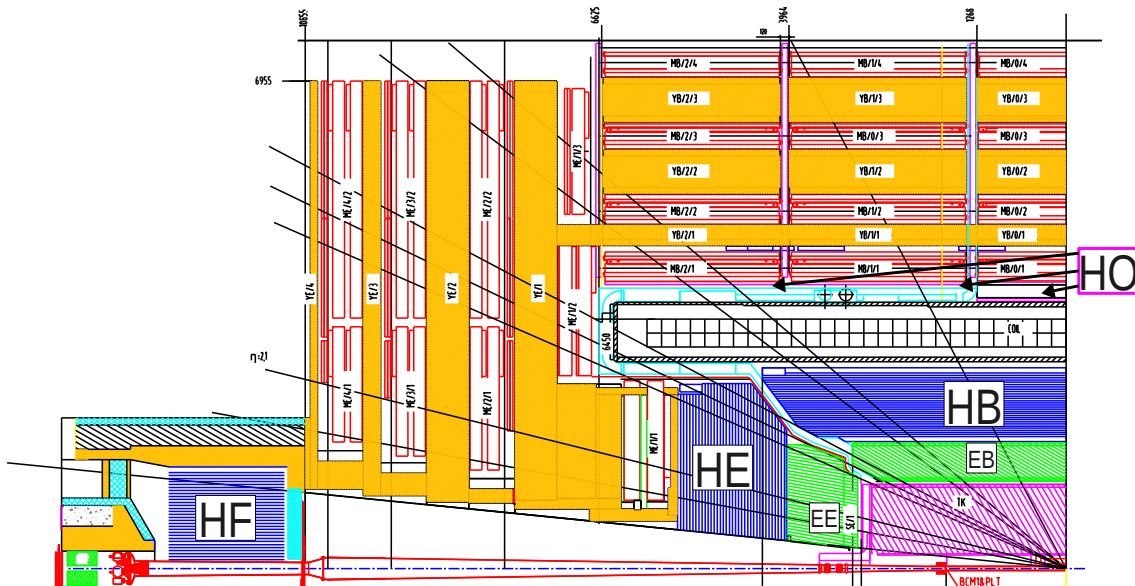 10855
6625
3964
1268
120
6955
MB/2/4
MB/1/4
MB/0/4
YB/2/3
YB/1/3
YB/0/3
MB/2/3
MB/0/3
MB/0/3
YB/2/2
YB/1/2
YB/0/2
MB/2/2
MB/1/2
MB/0/2
YB/2/1
YB/1/1
YB/0/1
MB/2/1
MB/1/1
MB/0/1
HO
ME/1/3
ME/4/2
ME/3/2
ME/2/2
YE/4
YE/3
YE/2
YE/1
ME/1/2
6450
COIL
η:2,1
ME/4/1
ME/3/1
ME/2/1
ME/1/1
HB
HE
EB
HF
EE
SE/1
TK
BCM1&PLT